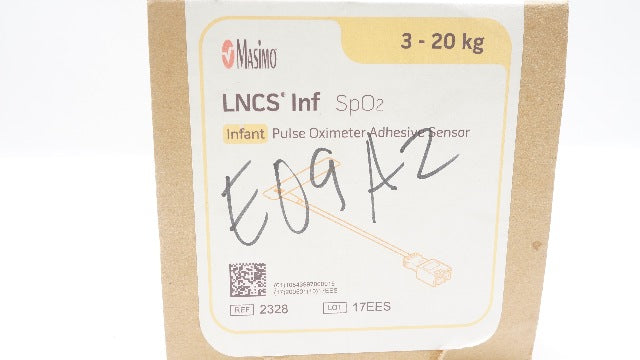 MASIMO
3 - 20 kg
LNCS® Inf SpO2
Infant Pulse Oximeter Adhesive Sensor
E09A2
REF 2328 LOT 17EES